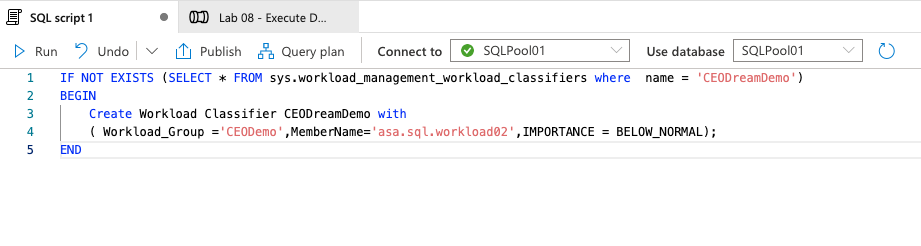 SQL script 1
Lab 08 - Execute D...
Run Undo Publish Query plan Connect to SQLPool01 Use database SQLPool01
1 IF NOT EXISTS (SELECT * FROM sys.workload_management_workload_classifiers where  name = 'CEODreamDemo')
2 BEGIN
3     Create Workload Classifier CEODreamDemo with
4     ( Workload_Group ='CEODemo',MemberName='asa.sql.workload02',IMPORTANCE = BELOW_NORMAL);
5 END